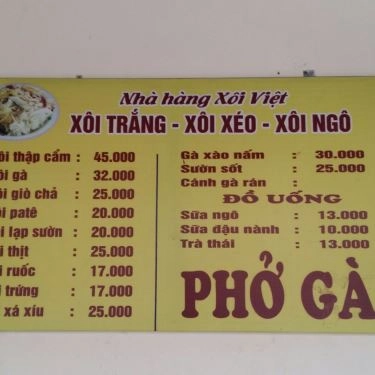 Nhà hàng Xôi Việt
XÔI TRẮNG - XÔI XÉO - XÔI NGÔ
thập cẩm : 45.000
gà : 32.000
giò chả : 25.000
patê : 20.000
lạp sườn : 20.000
thịt : 25.000
ruốc : 17.000
trứng : 17.000
xá xíu : 25.000
Gà xào nấm : 30.000
Sườn sốt : 25.000
Cánh gà rán :
ĐỒ UỐNG
Sữa ngô : 13.000
Sữa đậu nành : 10.000
Trà thái : 13.000
PHỞ GÀ